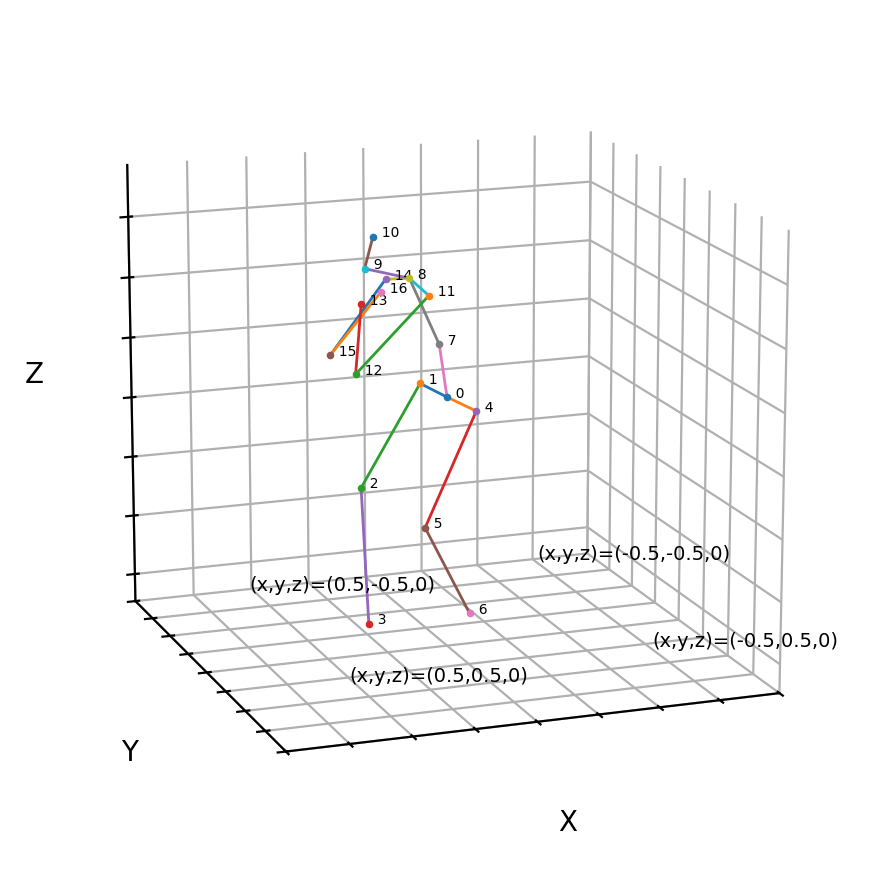 10
9
14
8
16
11
13
7
15
12
1
0
4
Z
2
5
(x,y,z)=(-0.5,-0.5,0)
(x,y,z)=(0.5,-0.5,0)
6
3
(x,y,z)=(-0.5,0.5,0)
(x,y,z)=(0.5,0.5,0)
Y
X